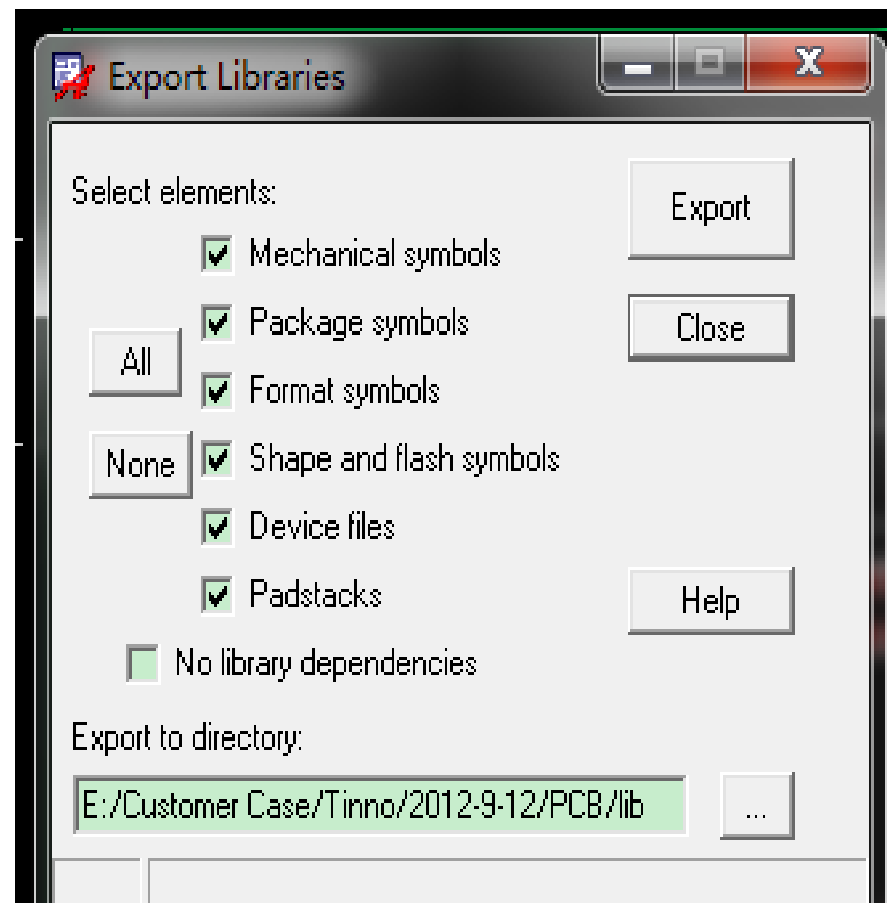 Export Libraries
Select elements:
Export
Mechanical symbols
Package symbols
Close
All
Format symbols
None
Shape and flash symbols
Device files
Padstacks
Help
No library dependencies
Export to directory:
E:/Customer Case/Tinno/2012-9-12/PCB/lib
...